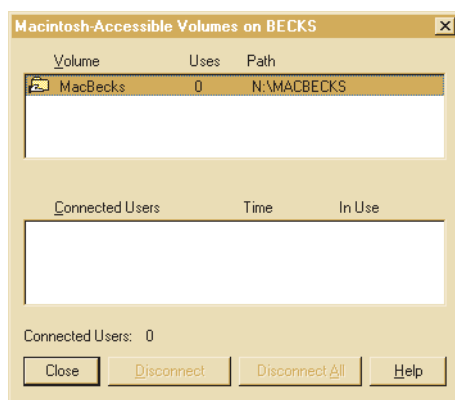 Macintosh-Accessible Volumes on BECKS
Volume Uses Path
MacBecks 0 N:\MACBECKS
Connected Users Time In Use
Connected Users: 0
Close Disconnect Disconnect All Help